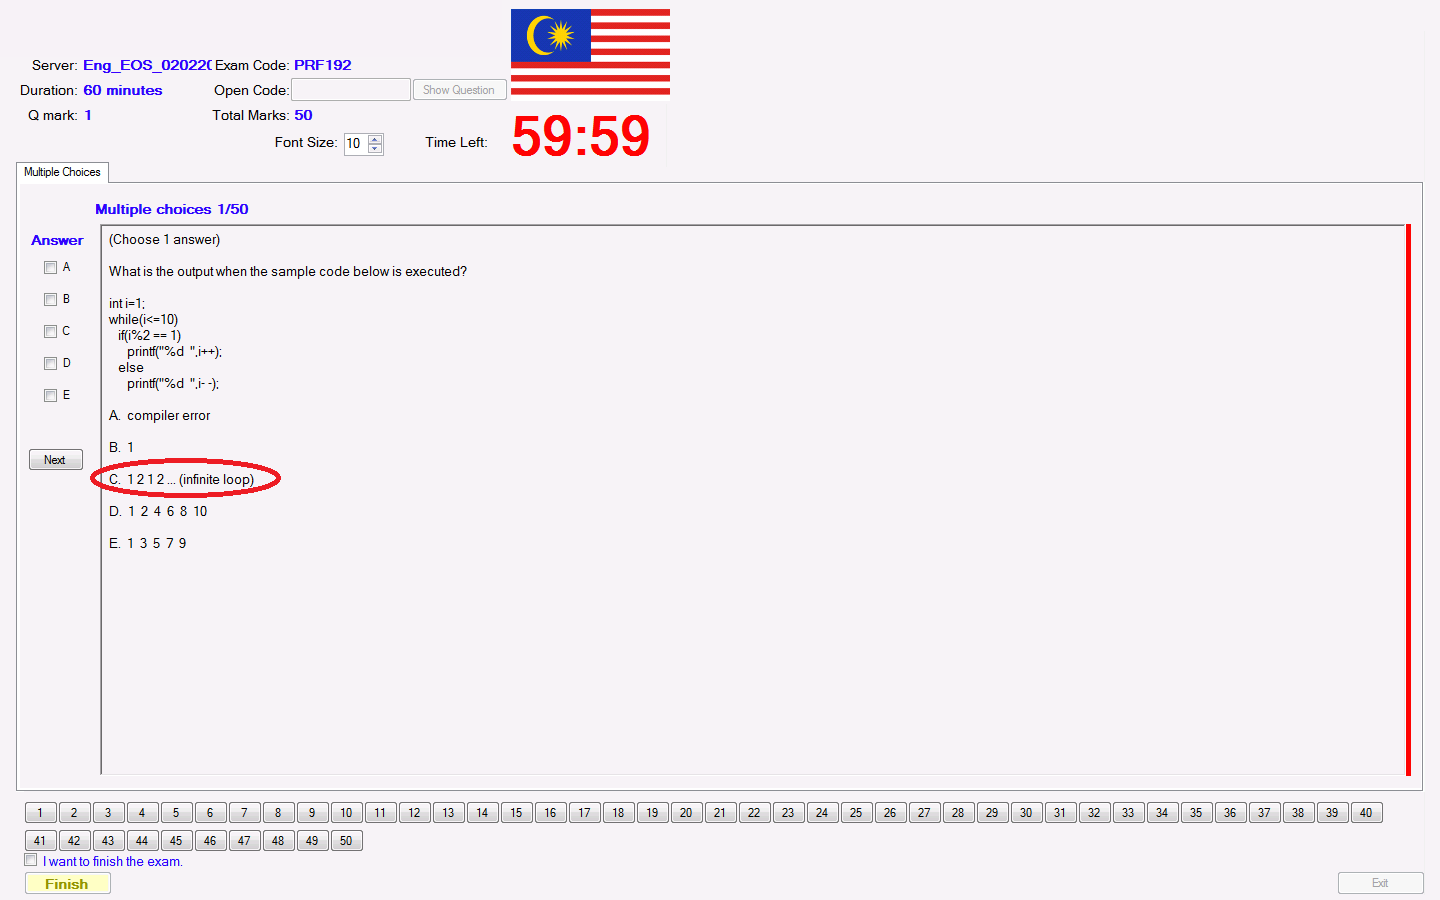 Server: Eng_EOS_020220 Exam Code: PRF192
Duration: 60 minutes Open Code: Show Question
Q mark: 1 Total Marks: 50
Font Size: 10 Time Left: 59:59
Multiple Choices
Multiple choices 1/50
Answer
A
B
C
D
E
Next
(Choose 1 answer)
What is the output when the sample code below is executed?
int i=1;
while(i<=10)
if(i%2 == 1)
printf("%d ",i++);
else
printf("%d ",i- -);
A. compiler error
B. 1
C. 1 2 1 2 ... (infinite loop)
D. 1 2 4 6 8 10
E. 1 3 5 7 9
1 2 3 4 5 6 7 8 9 10 11 12 13 14 15 16 17 18 19 20 21 22 23 24 25 26 27 28 29 30 31 32 33 34 35 36 37 38 39 40
41 42 43 44 45 46 47 48 49 50
I want to finish the exam.
Finish Exit